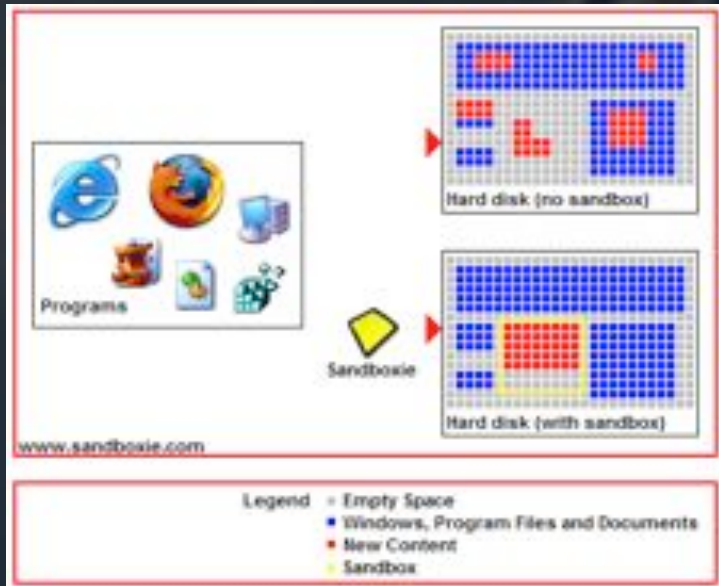 Hard disk (no sandbox)
Programs
Sandboxie
Hard disk (with sandbox)
www.sandboxie.com
Legend
Empty Space
Windows, Program Files and Documents
New Content
Sandbox